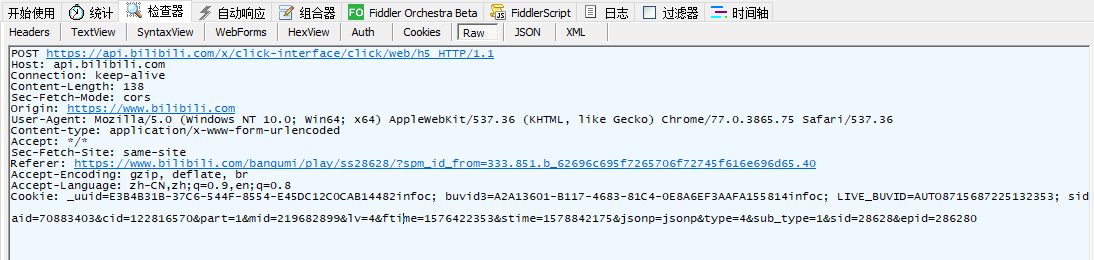 开始使用 统计 检查器 自动响应 组合器 FO Fiddler Orchestra Beta FiddlerScript 日志 过滤器 时间轴
Headers TextView SyntaxView WebForms HexView Auth Cookies Raw JSON XML
POST https://api.bilibili.com/x/click-interface/click/web/h5 HTTP/1.1
Host: api.bilibili.com
Connection: keep-alive
Content-Length: 138
Sec-Fetch-Mode: cors
Origin: https://www.bilibili.com
User-Agent: Mozilla/5.0 (Windows NT 10.0; Win64; x64) AppleWebKit/537.36 (KHTML, like Gecko) Chrome/77.0.3865.75 Safari/537.36
Content-type: application/x-www-form-urlencoded
Accept: */*
Sec-Fetch-Site: same-site
Referer: https://www.bilibili.com/bangumi/play/ss28628/?spm_id_from=333.851.b_62696c695f7265706f72745f616e696d65.40
Accept-Encoding: gzip, deflate, br
Accept-Language: zh-CN,zh;q=0.9,en;q=0.8
Cookie: _uuid=E3B4B31B-37C6-544F-8554-E45DC12C0CAB14482infoc; buvid3=A2A13601-B117-4683-81C4-0E8A6EF3AAFA155814infoc; LIVE_BUVID=AUTO8715687225132353; sid
aid=70883403&cid=122816570&part=1&mid=219682899&lv=4&ftime=1576422353&stime=1578842175&jsonp=jsonp&type=4&sub_type=1&sid=28628&epid=286280